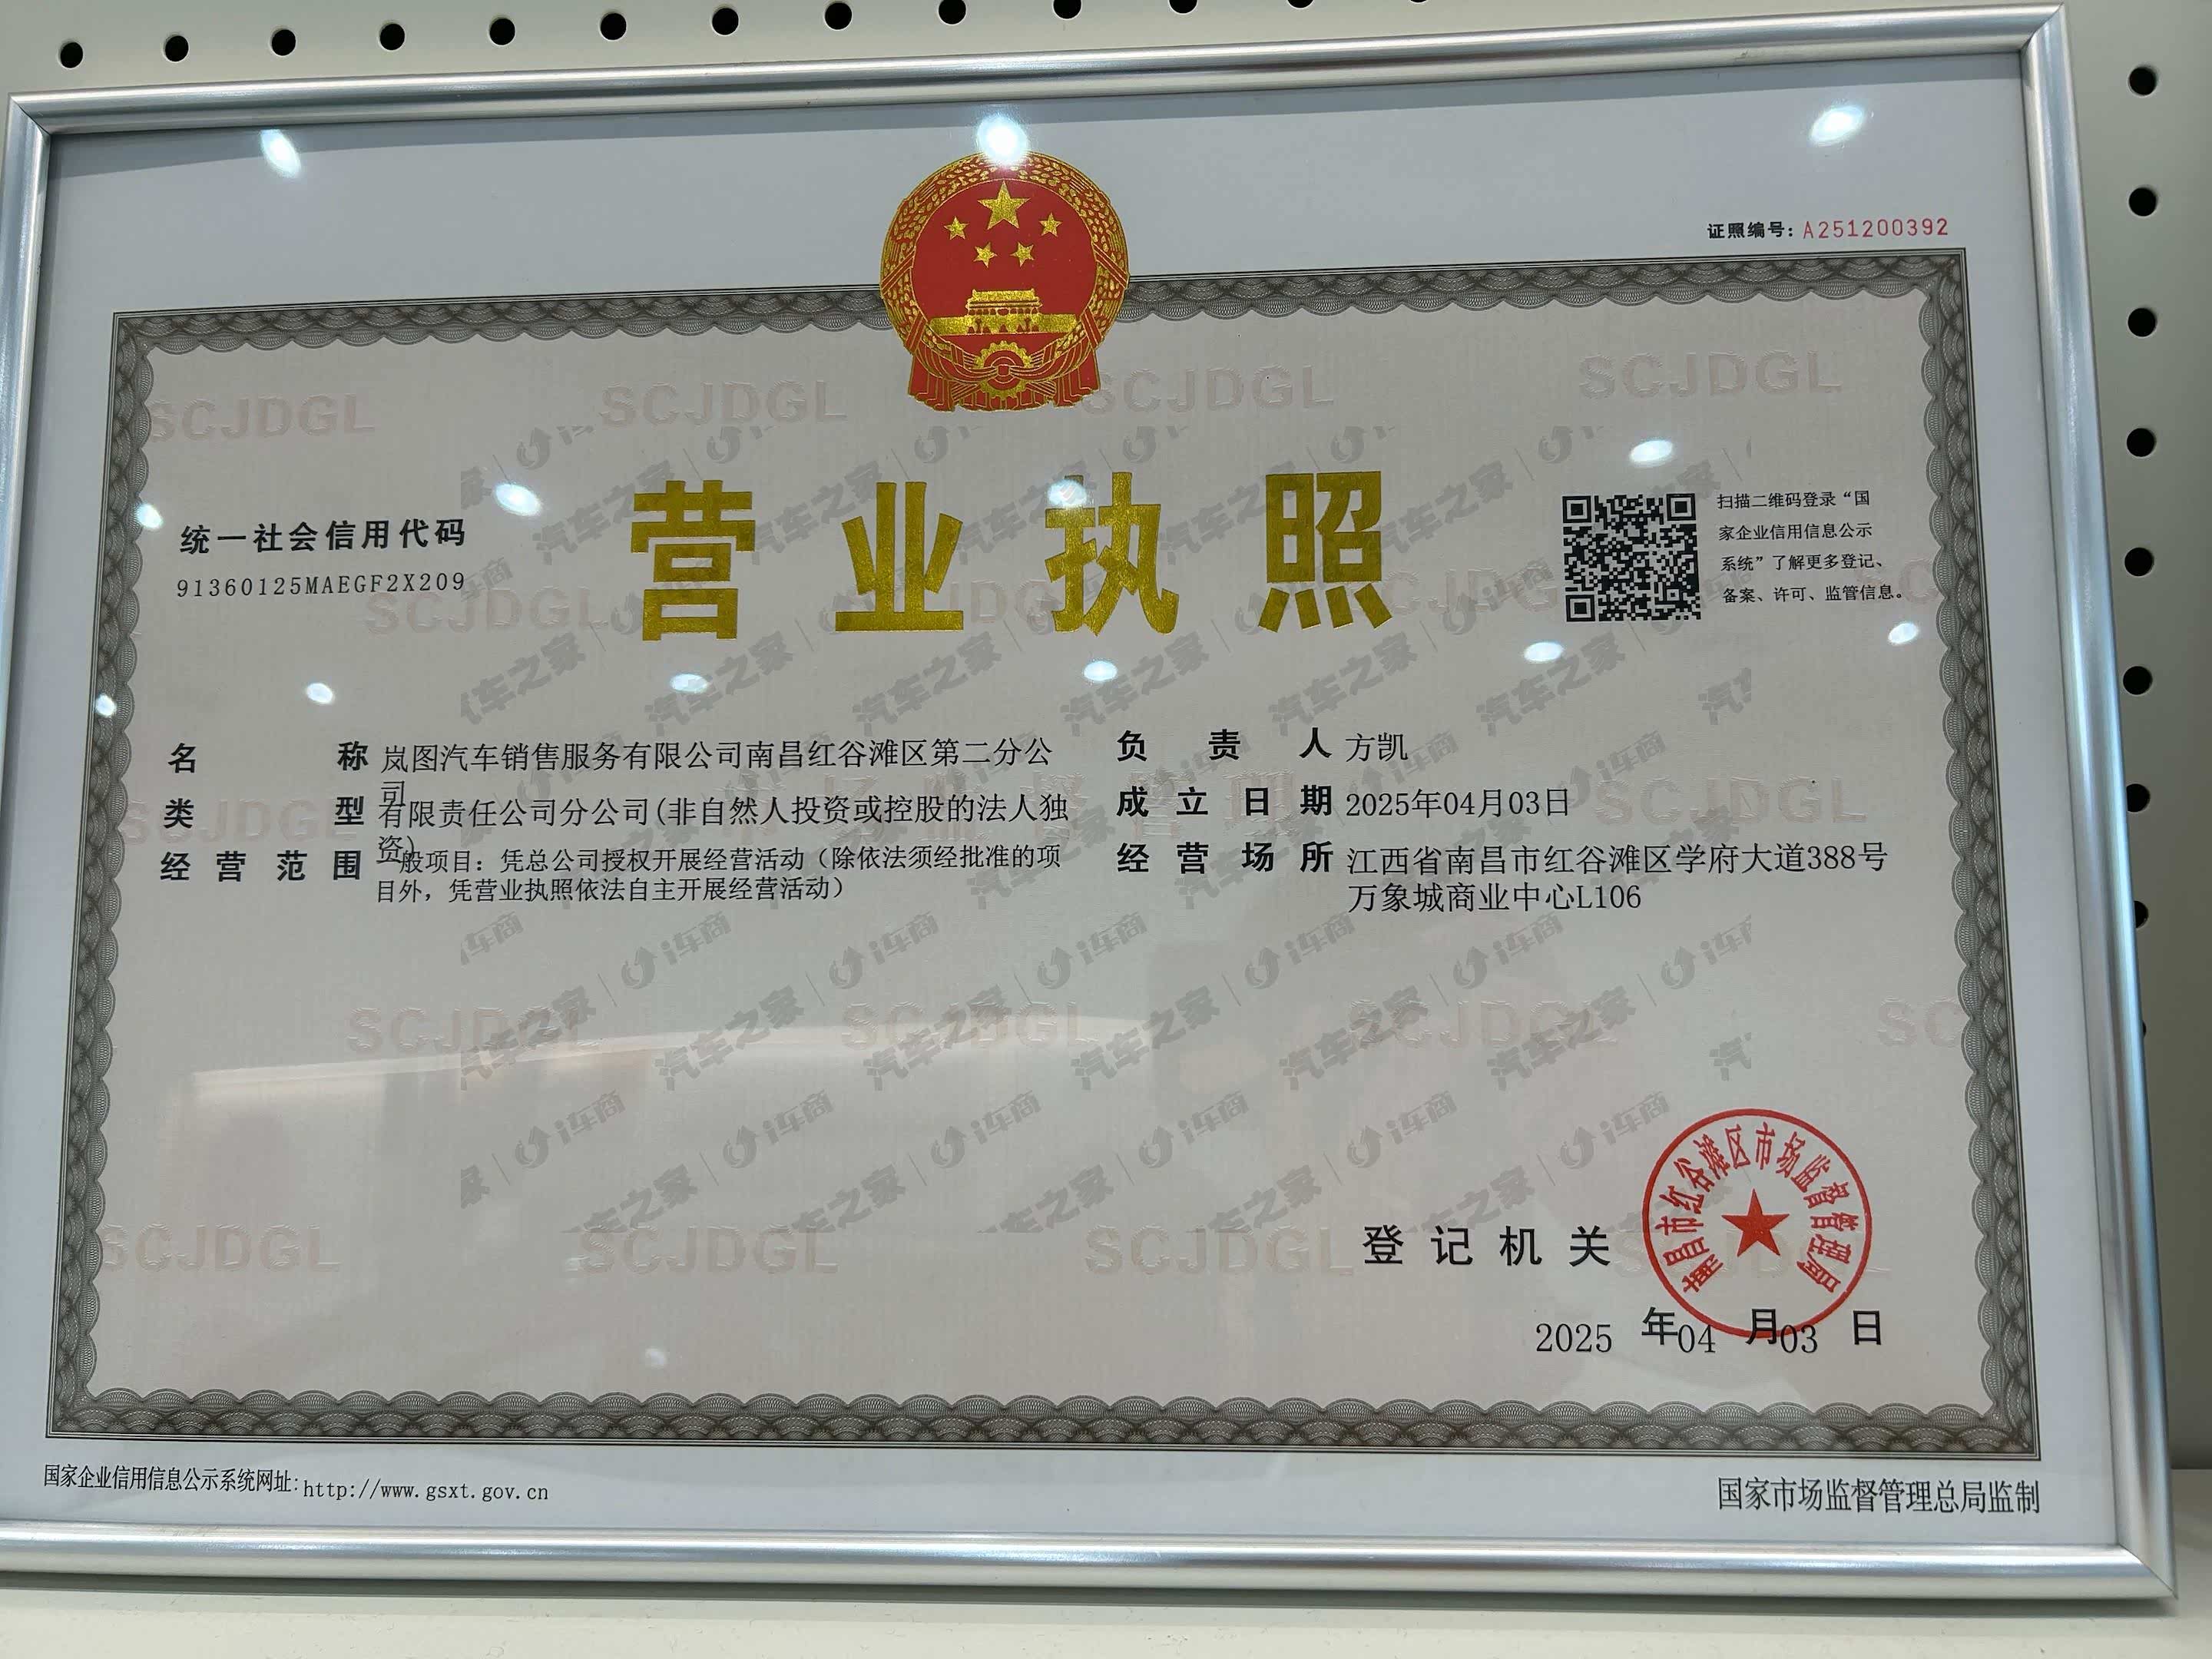 证照编号：A251200392
营业执照
统一社会信用代码
91360125MAEGF2X209
扫描二维码登录“国
家企业信用信息公示
系统”了解更多登记、
备案、许可、监管信息。
名 称 岚图汽车销售服务有限公司南昌红谷滩区第二分公
司
类 型 有限责任公司分公司(非自然人投资或控股的法人独
资)
经营范围 一般项目：凭总公司授权开展经营活动（除依法须经批准的项
目外，凭营业执照依法自主开展经营活动）
负责人 方凯
成立日期 2025年04月03日
经营场所 江西省南昌市红谷滩区学府大道388号
万象城商业中心L106
登记机关
南昌市红谷滩区市场监督管理局
2025 年04 月03 日
国家企业信用信息公示系统网址：http://www.gsxt.gov.cn
国家市场监督管理总局监制
SCJDGL
汽车之家 | i车商